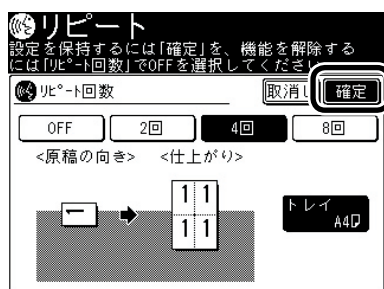 リピート
設定を保持するには「確定」を、機能を解除する
には「ﾘﾋﾟｰﾄ回数」でOFFを選択してください
ﾘﾋﾟｰﾄ回数
取消し 確定
OFF 2回 4回 8回
<原稿の向き> <仕上がり>
1 1 1
1 1
トレイ
A4